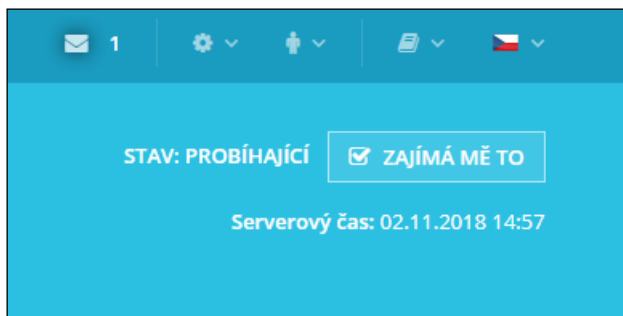 1
STAV: PROBÍHAJÍCÍ ZAJÍMÁ MĚ TO
Serverový čas: 02.11.2018 14:57